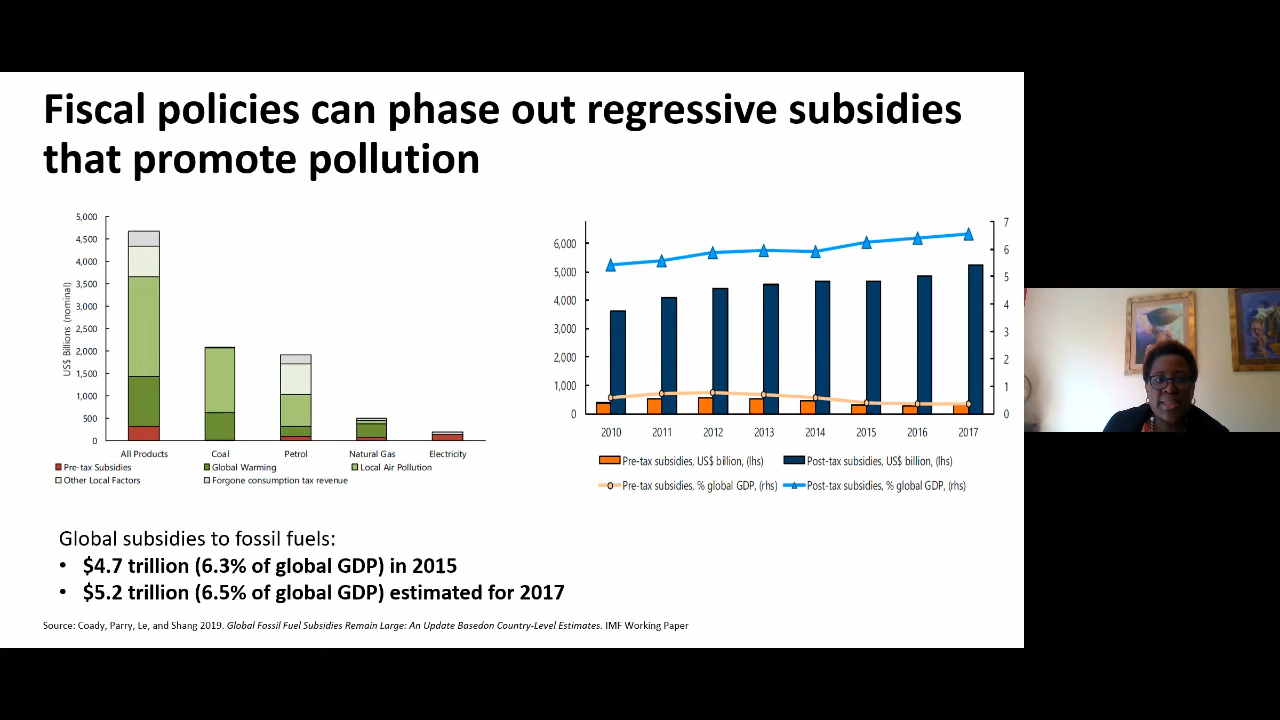 Fiscal policies can phase out regressive subsidies
that promote pollution
5,000
4,500
4,000
3,500
3,000
2,500
2,000
1,500
1,000
500
0
US$ Billions (nominal)
All Products Coal Petrol Natural Gas Electricity
Pre-tax Subsidies Global Warming Local Air Pollution
Other Local Factors Forgone consumption tax revenue
6,000
5,000
4,000
3,000
2,000
1,000
0
7
6
5
4
3
2
1
0
2010 2011 2012 2013 2014 2015 2016 2017
Pre-tax subsidies, US$ billion, (lhs) Post-tax subsidies, US$ billion, (lhs)
Pre-tax subsidies, % global GDP, (rhs) Post-tax subsidies, % global GDP, (rhs)
Global subsidies to fossil fuels:
• $4.7 trillion (6.3% of global GDP) in 2015
• $5.2 trillion (6.5% of global GDP) estimated for 2017
Source: Coady, Parry, Le, and Shang 2019. Global Fossil Fuel Subsidies Remain Large: An Update Basedon Country-Level Estimates. IMF Working Paper